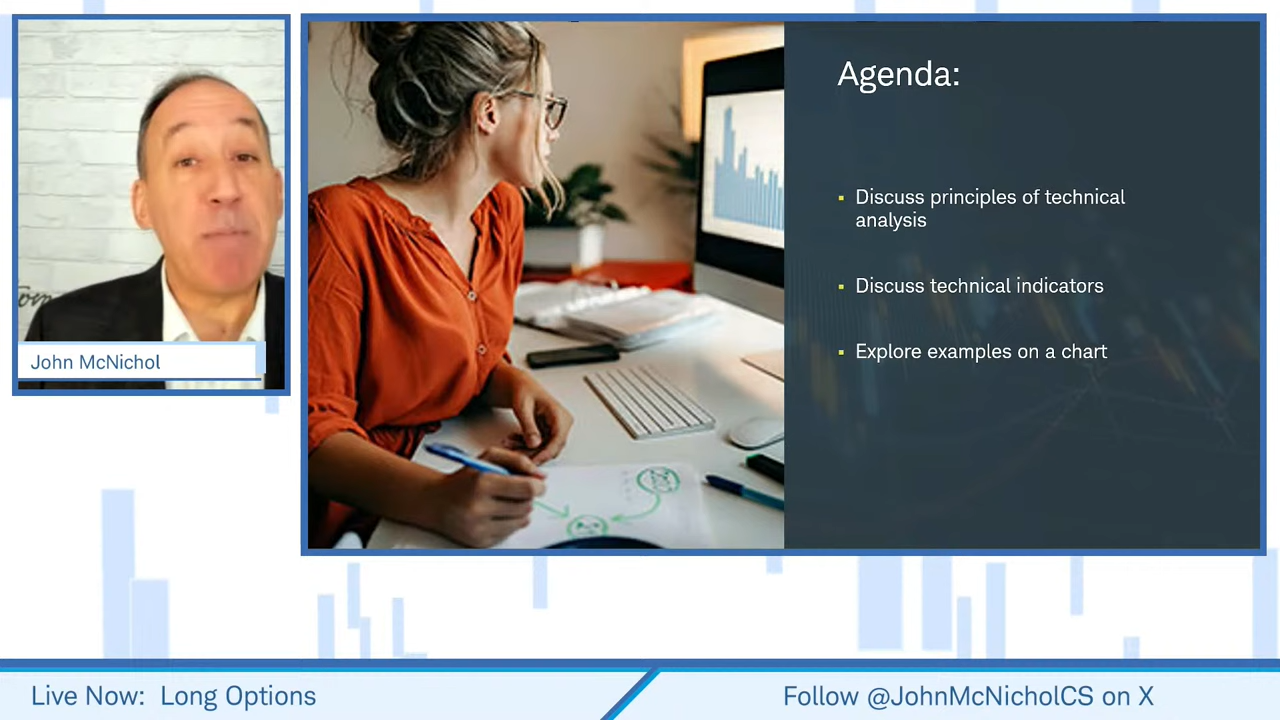 Agenda:
▪ Discuss principles of technical
analysis
▪ Discuss technical indicators
▪ Explore examples on a chart
John McNichol
Live Now: Long Options
Follow @JohnMcNicholCS on X